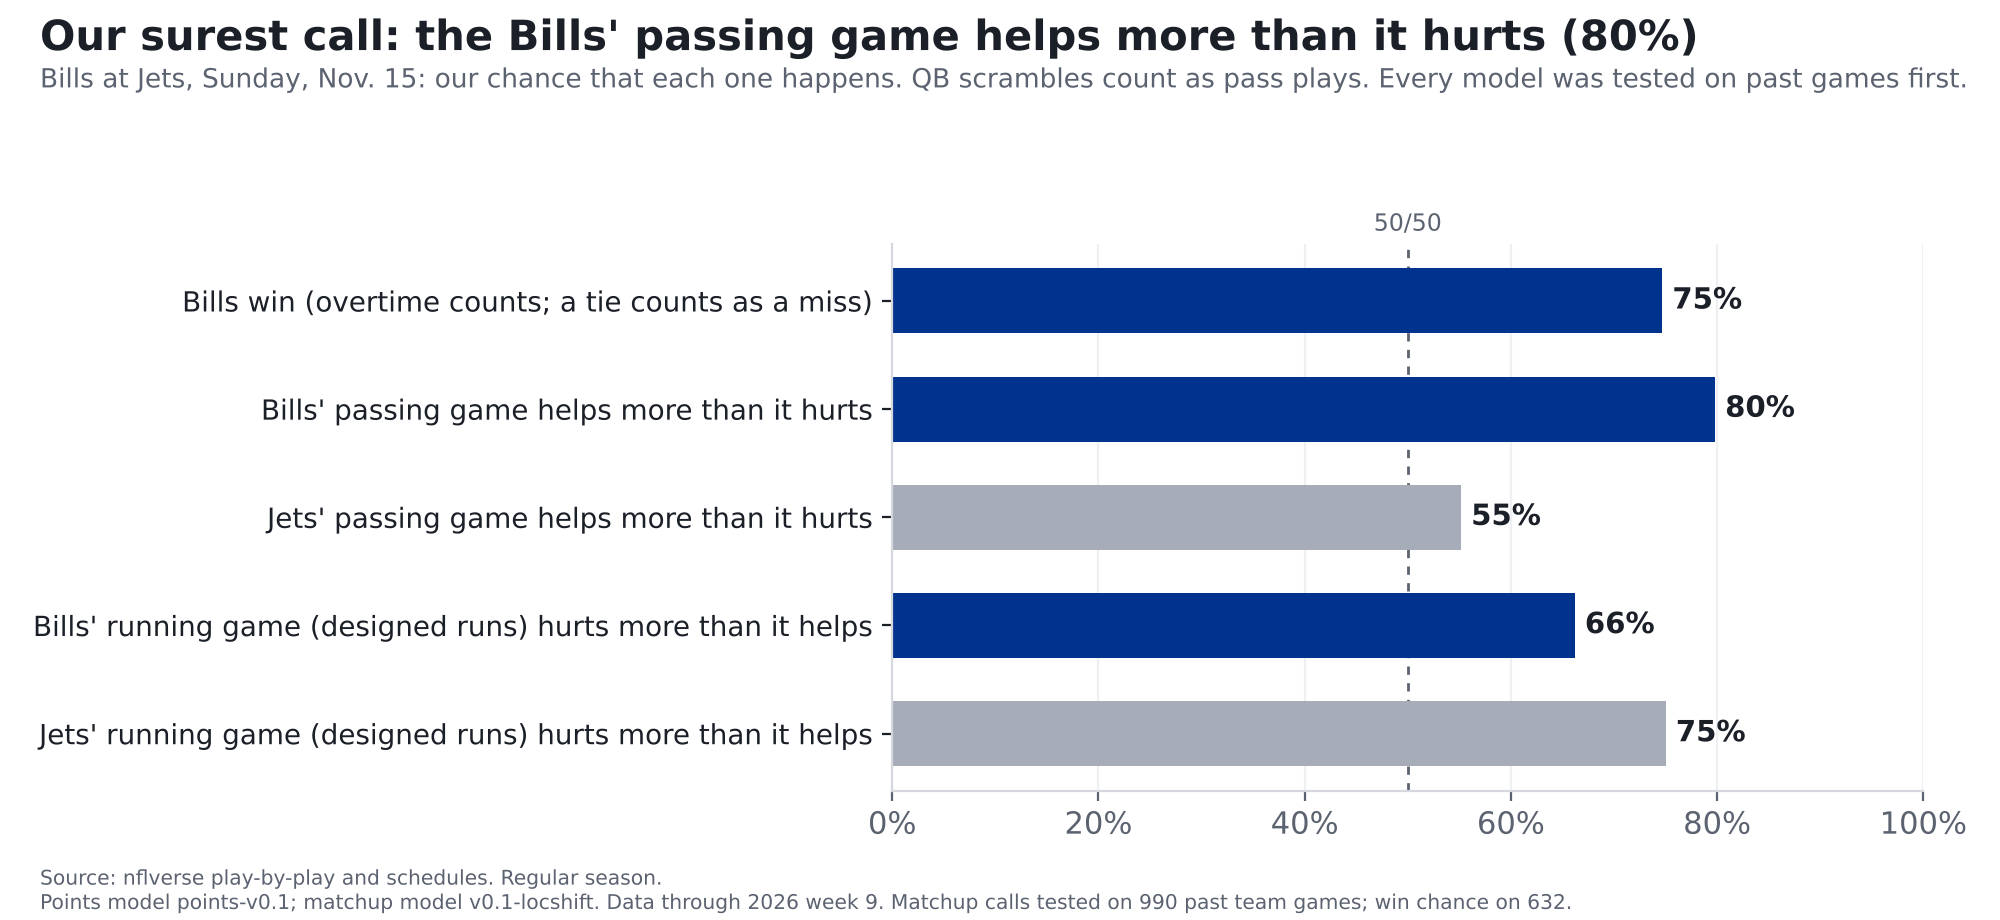 Our surest call: the Bills' passing game helps more than it hurts (80%)
Bills at Jets, Sunday, Nov. 15: our chance that each one happens. QB scrambles count as pass plays. Every model was tested on past games first.
50/50
Bills win (overtime counts; a tie counts as a miss) 75%
Bills' passing game helps more than it hurts 80%
Jets' passing game helps more than it hurts 55%
Bills' running game (designed runs) hurts more than it helps 66%
Jets' running game (designed runs) hurts more than it helps 75%
0% 20% 40% 60% 80% 100%
Source: nflverse play-by-play and schedules. Regular season.
Points model points-v0.1; matchup model v0.1-locshift. Data through 2026 week 9. Matchup calls tested on 990 past team games; win chance on 632.